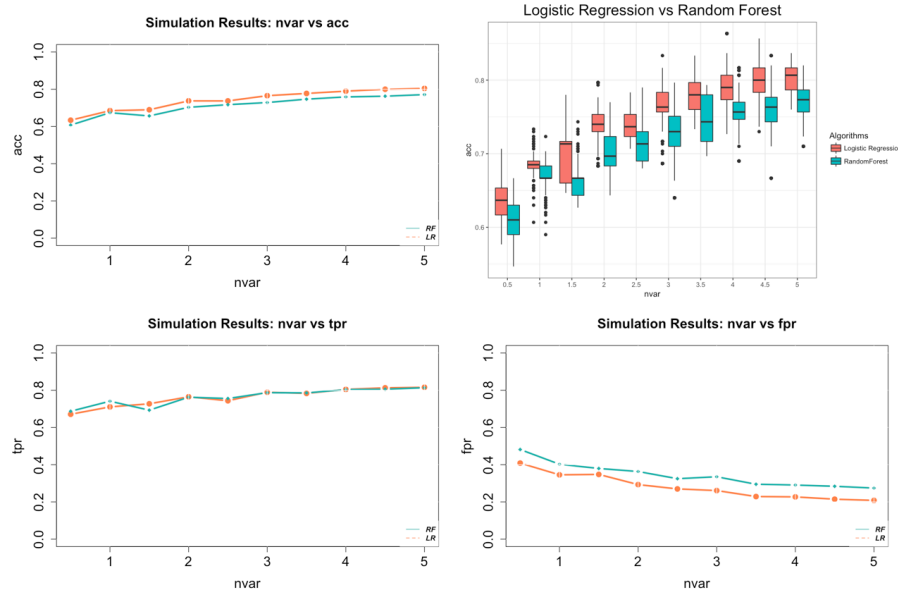 Simulation Results: nvar vs acc
acc
1.0
0.8
0.6
0.4
0.2
0.0
1 2 3 4 5
nvar
RF
LR
Logistic Regression vs Random Forest
acc
0.8
0.7
0.6
0.5 1 1.5 2 2.5 3 3.5 4 4.5 5
nvar
Algorithms
Logistic Regressio
RandomForest
Simulation Results: nvar vs tpr
tpr
1.0
0.8
0.6
0.4
0.2
0.0
1 2 3 4 5
nvar
RF
LR
Simulation Results: nvar vs fpr
fpr
1.0
0.8
0.6
0.4
0.2
0.0
1 2 3 4 5
nvar
RF
LR